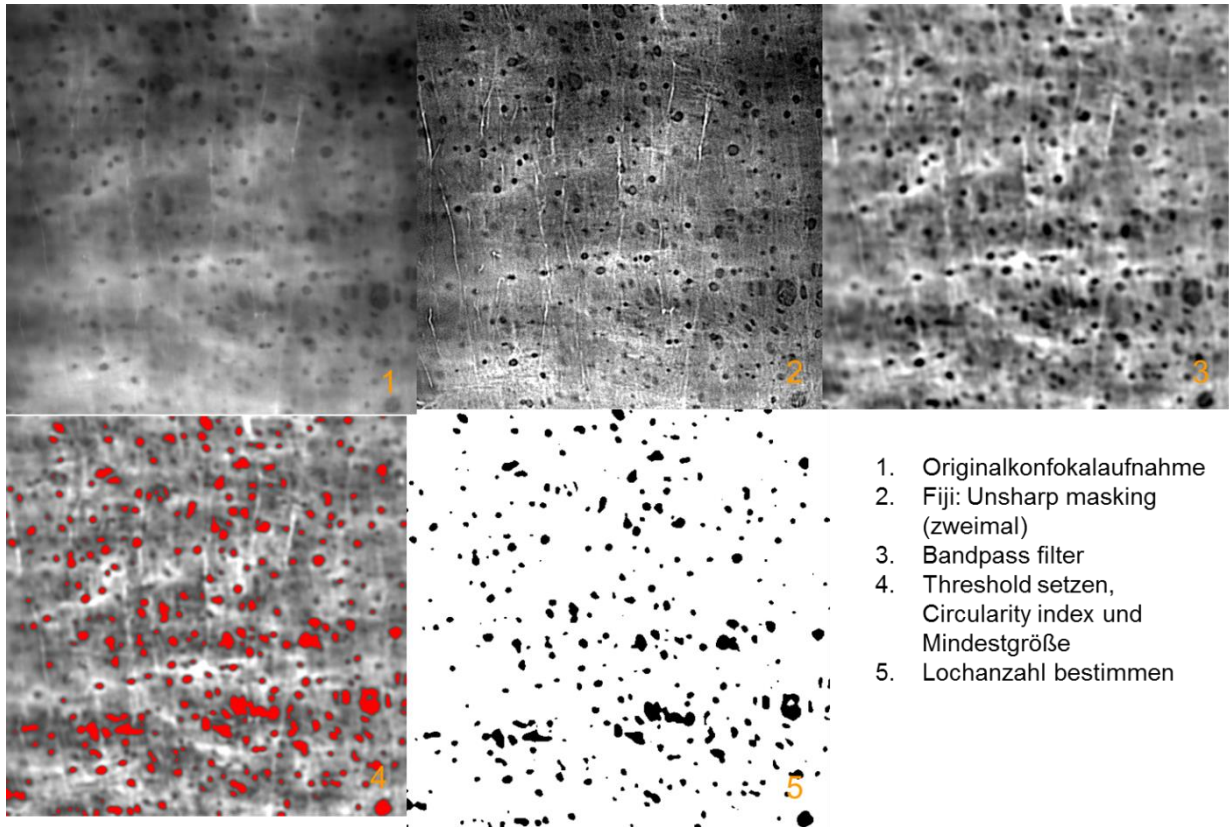 1
2
3
4
5
1. Originalkonfokalaufnahme
2. Fiji: Unsharp masking
(zweimal)
3. Bandpass filter
4. Threshold setzen,
Circularity index und
Mindestgröße
5. Lochanzahl bestimmen